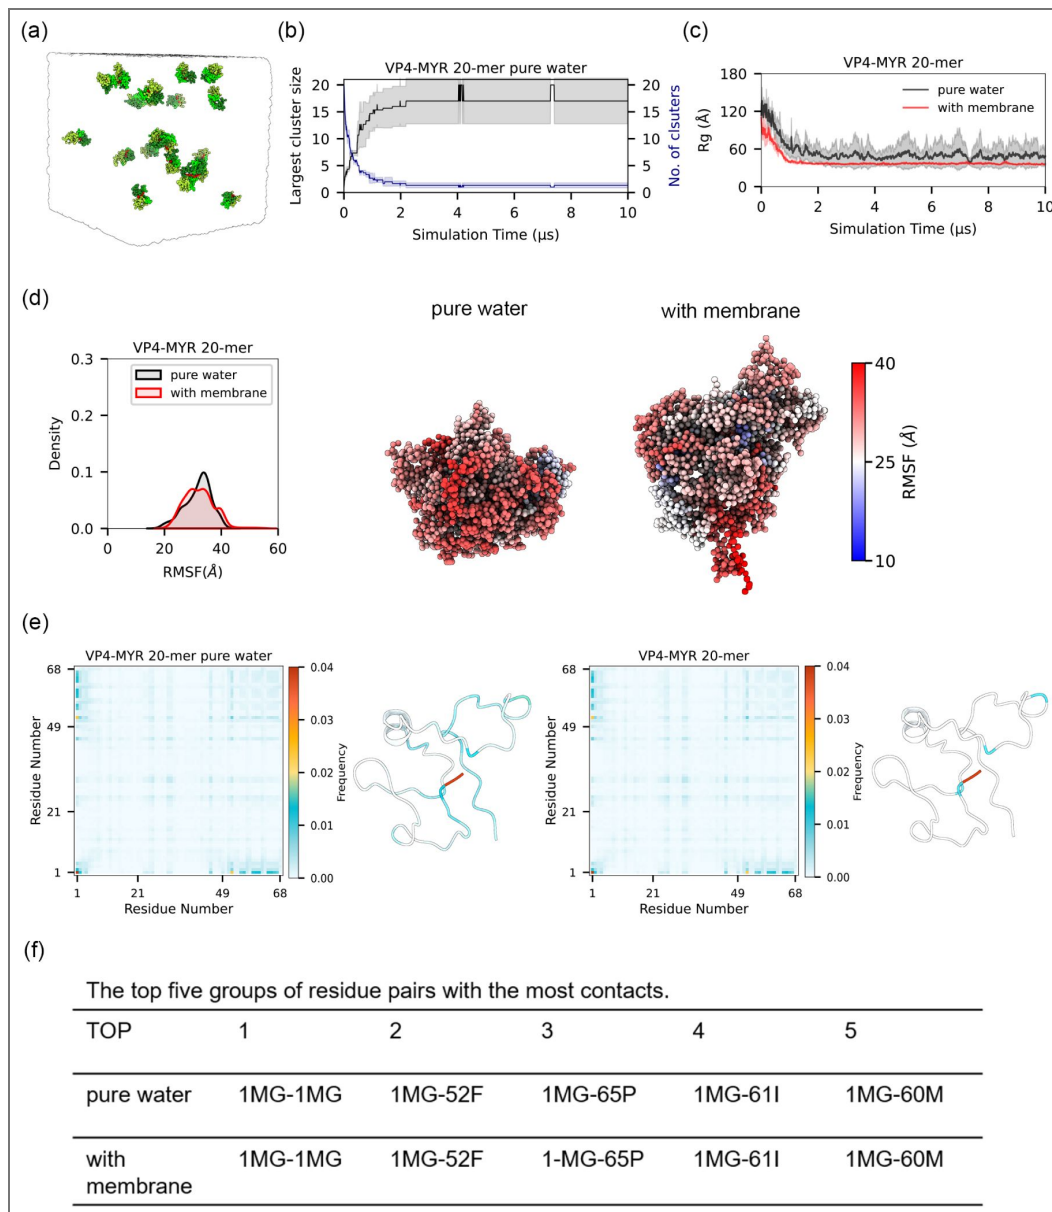 (a)
(b)
VP4-MYR 20-mer pure water
Largest cluster size
20
15
10
5
0
20
15
10
5
0
No. of clsuters
0 2 4 6 8 10
Simulation Time (μs)
(c)
VP4-MYR 20-mer
Rg (Å)
180
120
60
0
pure water
with membrane
0 2 4 6 8 10
Simulation Time (μs)
(d)
VP4-MYR 20-mer
Density
0.3
0.2
0.1
0.0
pure water
with membrane
0 20 40 60
RMSF(Å)
pure water
with membrane
40
25
10
RMSF (Å)
(e)
VP4-MYR 20-mer pure water
Residue Number
68
49
21
1
1 21 49 68
Residue Number
0.04
0.03
0.02
0.01
0.00
Frequency
VP4-MYR 20-mer
Residue Number
68
49
21
1
1 21 49 68
Residue Number
0.04
0.03
0.02
0.01
0.00
Frequency
(f)
The top five groups of residue pairs with the most contacts.
TOP 1 2 3 4 5
pure water 1MG-1MG 1MG-52F 1MG-65P 1MG-61I 1MG-60M
with 1MG-1MG 1MG-52F 1-MG-65P 1MG-61I 1MG-60M
membrane